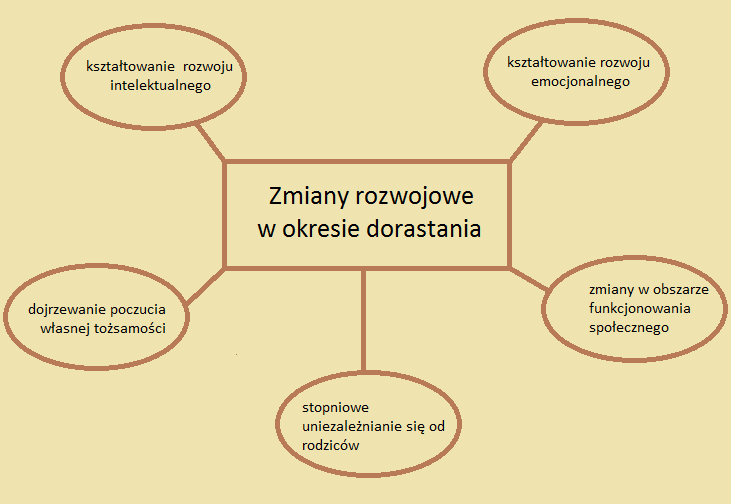 kształtowanie rozwoju
intelektualnego
kształtowanie rozwoju
emocjonalnego
Zmiany rozwojowe
w okresie dorastania
dojrzewanie poczucia
własnej tożsamości
zmiany w obszarze
funkcjonowania
społecznego
stopniowe
uniezależnianie się od
rodziców